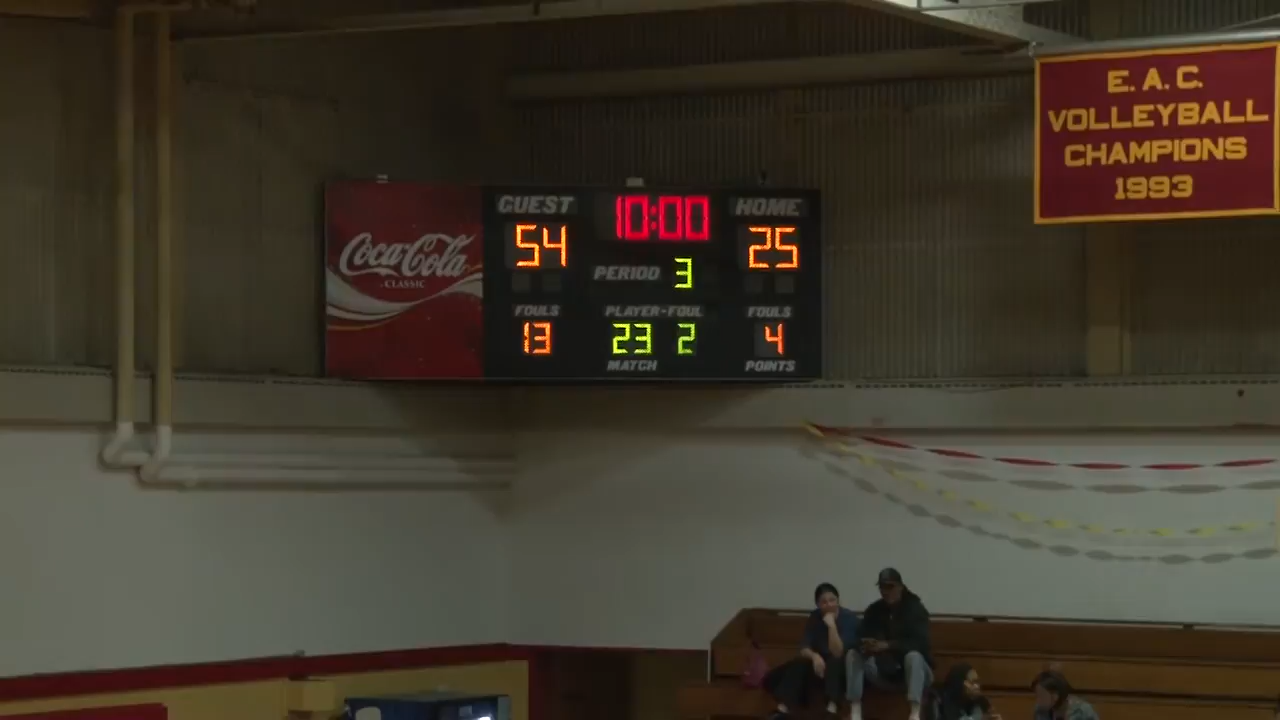 E. A. C.
VOLLEYBALL
CHAMPIONS
1993
Coca-Cola
CLASSIC
GUEST 10:00 HOME
54 25
PERIOD 3
FOULS PLAYER-FOUL FOULS
13 23 2 4
MATCH POINTS